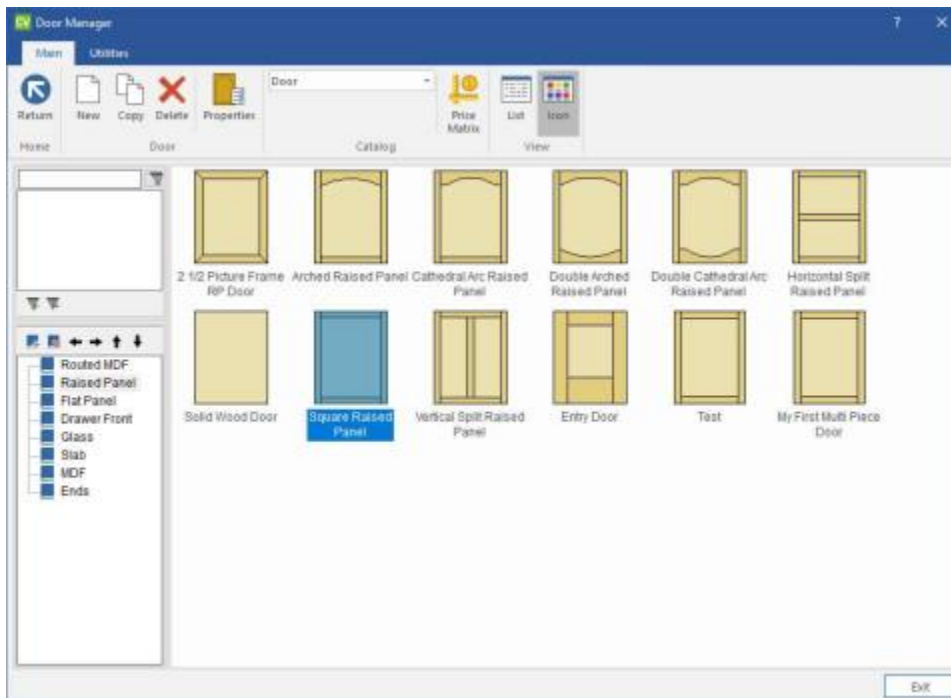 CV Door Manager
?
Main Utilities
Return New Copy Delete Properties
Door
Price
Matrix
List Icon
Home Door Catalog View
2 1/2 Picture Frame
RP Door
Arched Raised Panel
Cathedral Arc Raised
Panel
Double Arched
Raised Panel
Double Cathedral Arc
Raised Panel
Horizontal Split
Raised Panel
Solid Wood Door
Square Raised
Panel
Vertical Split Raised
Panel
Entry Door
Test
My First Multi Piece
Door
Routed MDF
Raised Panel
Flat Panel
Drawer Front
Glass
Slab
MDF
Ends
Exit